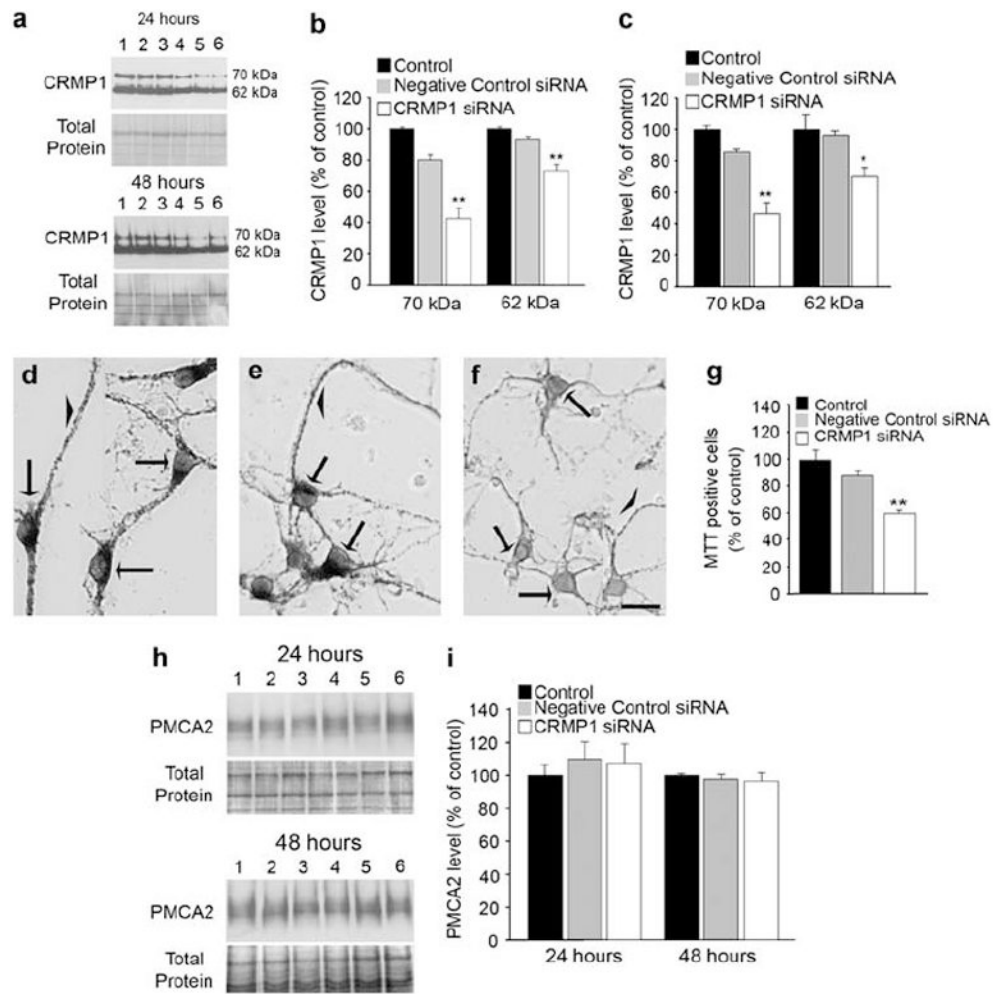 a
24 hours
1 2 3 4 5 6
CRMP1
70 kDa
62 kDa
Total
Protein
48 hours
1 2 3 4 5 6
CRMP1
70 kDa
62 kDa
Total
Protein
b
Control
Negative Control siRNA
CRMP1 siRNA
CRMP1 level (% of control)
120
100
80
60
40
20
0
**
**
70 kDa
62 kDa
c
Control
Negative Control siRNA
CRMP1 siRNA
CRMP1 level (% of control)
120
100
80
60
40
20
0
**
*
70 kDa
62 kDa
d
e
f
g
Control
Negative Control siRNA
CRMP1 siRNA
MTT positive cells
(% of control)
140
120
100
80
60
40
20
0
**
h
24 hours
1 2 3 4 5 6
PMCA2
Total
Protein
48 hours
1 2 3 4 5 6
PMCA2
Total
Protein
i
Control
Negative Control siRNA
CRMP1 siRNA
PMCA2 level (% of control)
140
120
100
80
60
40
20
0
24 hours
48 hours